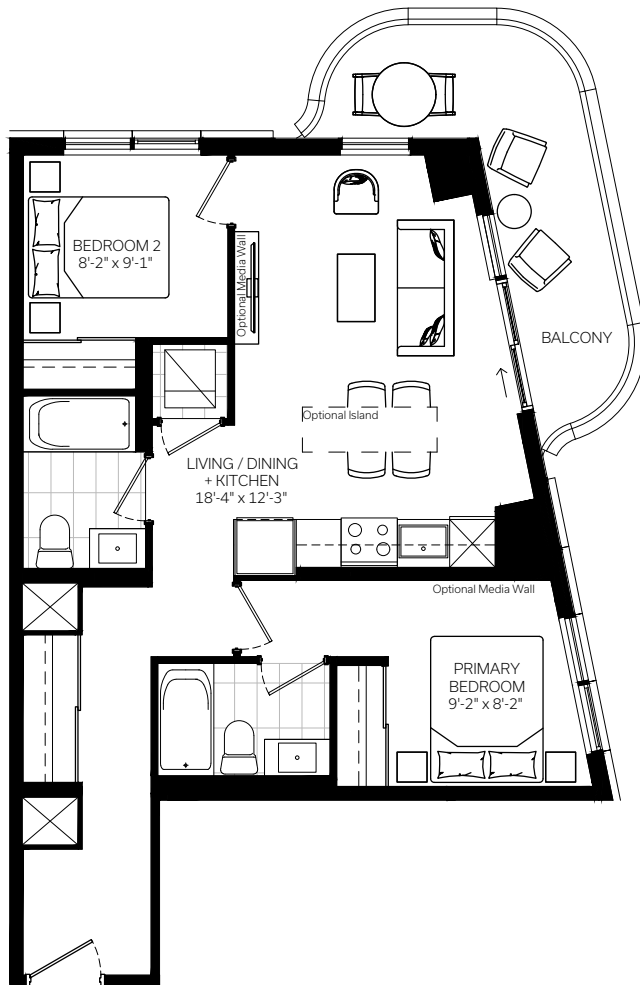 BEDROOM 2
8'-2" x 9'-1"
Optional Media Wall
BALCONY
Optional Island
LIVING / DINING
+ KITCHEN
18'-4" x 12'-3"
Optional Media Wall
PRIMARY
BEDROOM
9'-2" x 8'-2"